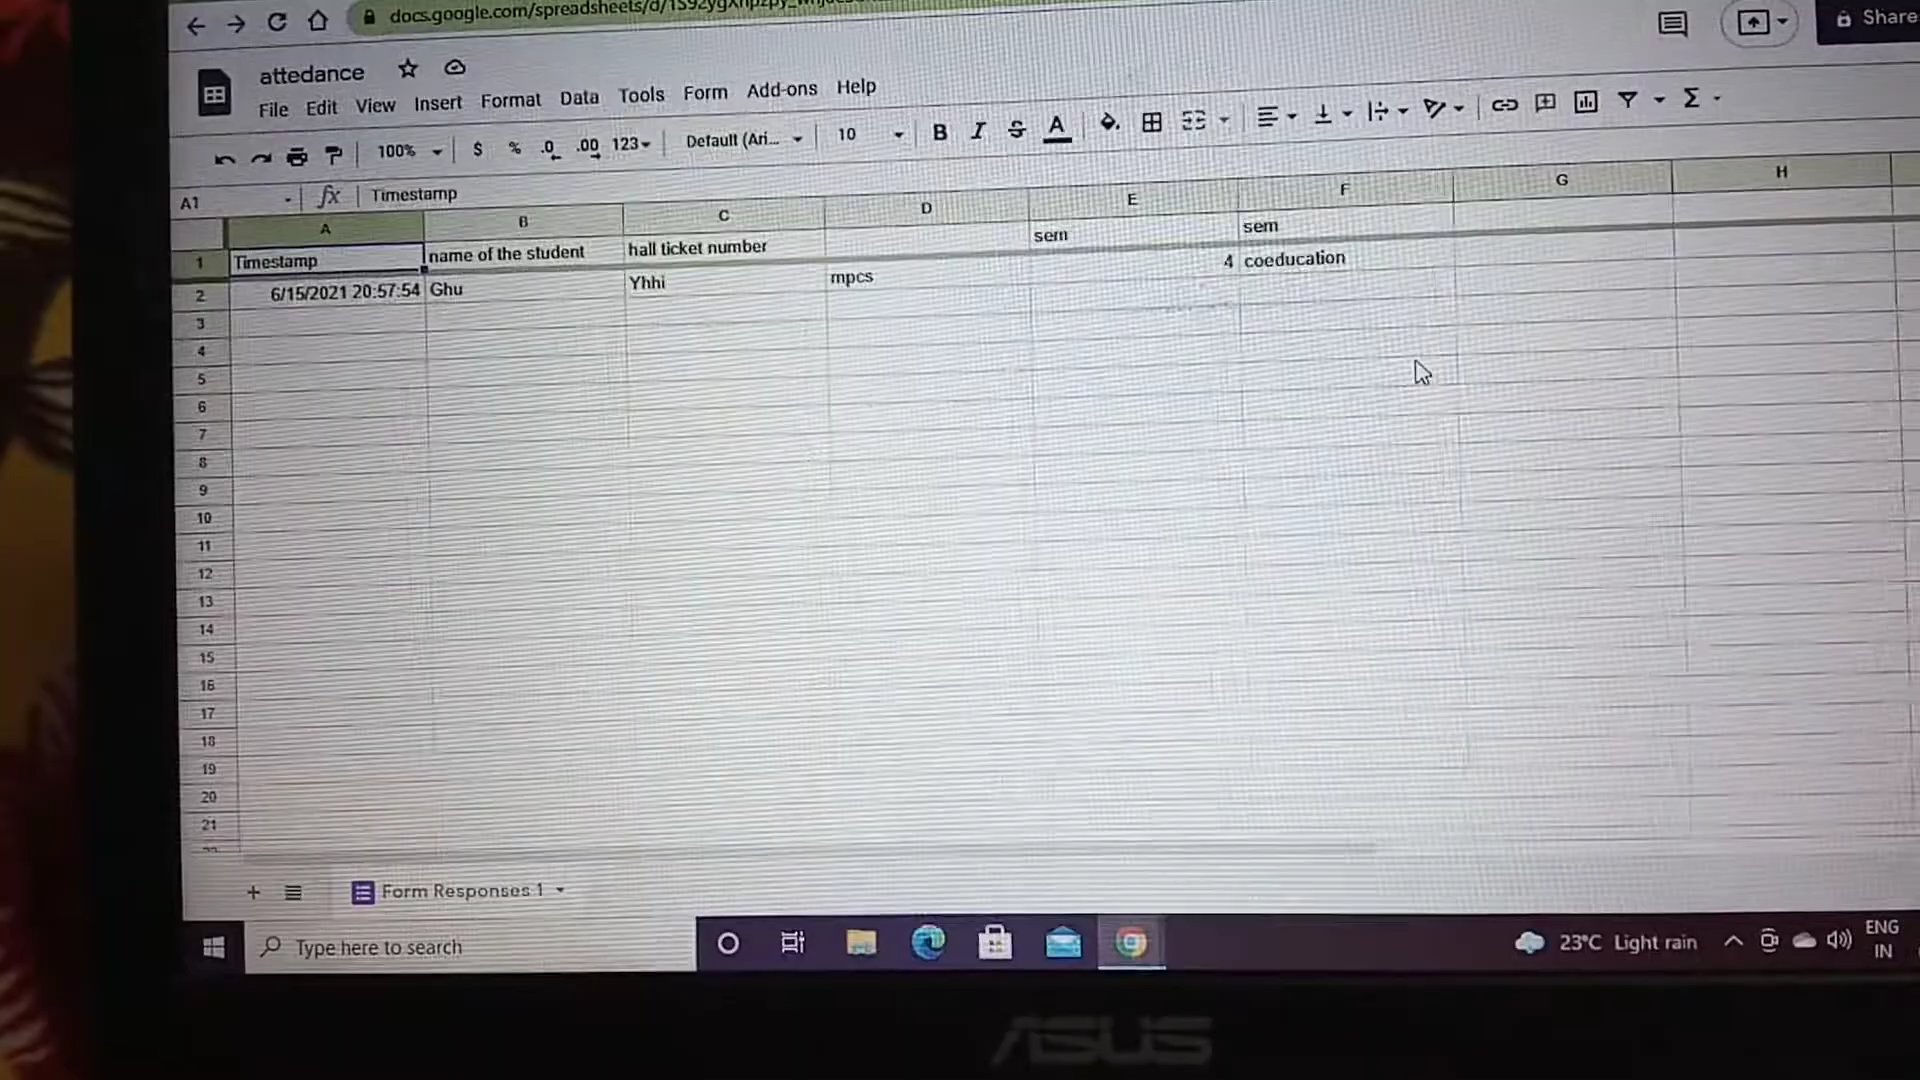 docs.google.com/spreadsheets/d/
attedance
File Edit View Insert Format Data Tools Form Add-ons Help
Share
100% $ % .0 .00 123 Default (Ari... 10 B I S A Σ
A1 fx Timestamp
A B C D E F G H
1 Timestamp name of the student hall ticket number sem sem
2 6/15/2021 20:57:54 Ghu Yhhi mpcs 4 coeducation
3
4
5
6
7
8
9
10
11
12
13
14
15
16
17
18
19
20
21
+ Form Responses 1
Type here to search
23°C Light rain
ENG
IN
ASUS